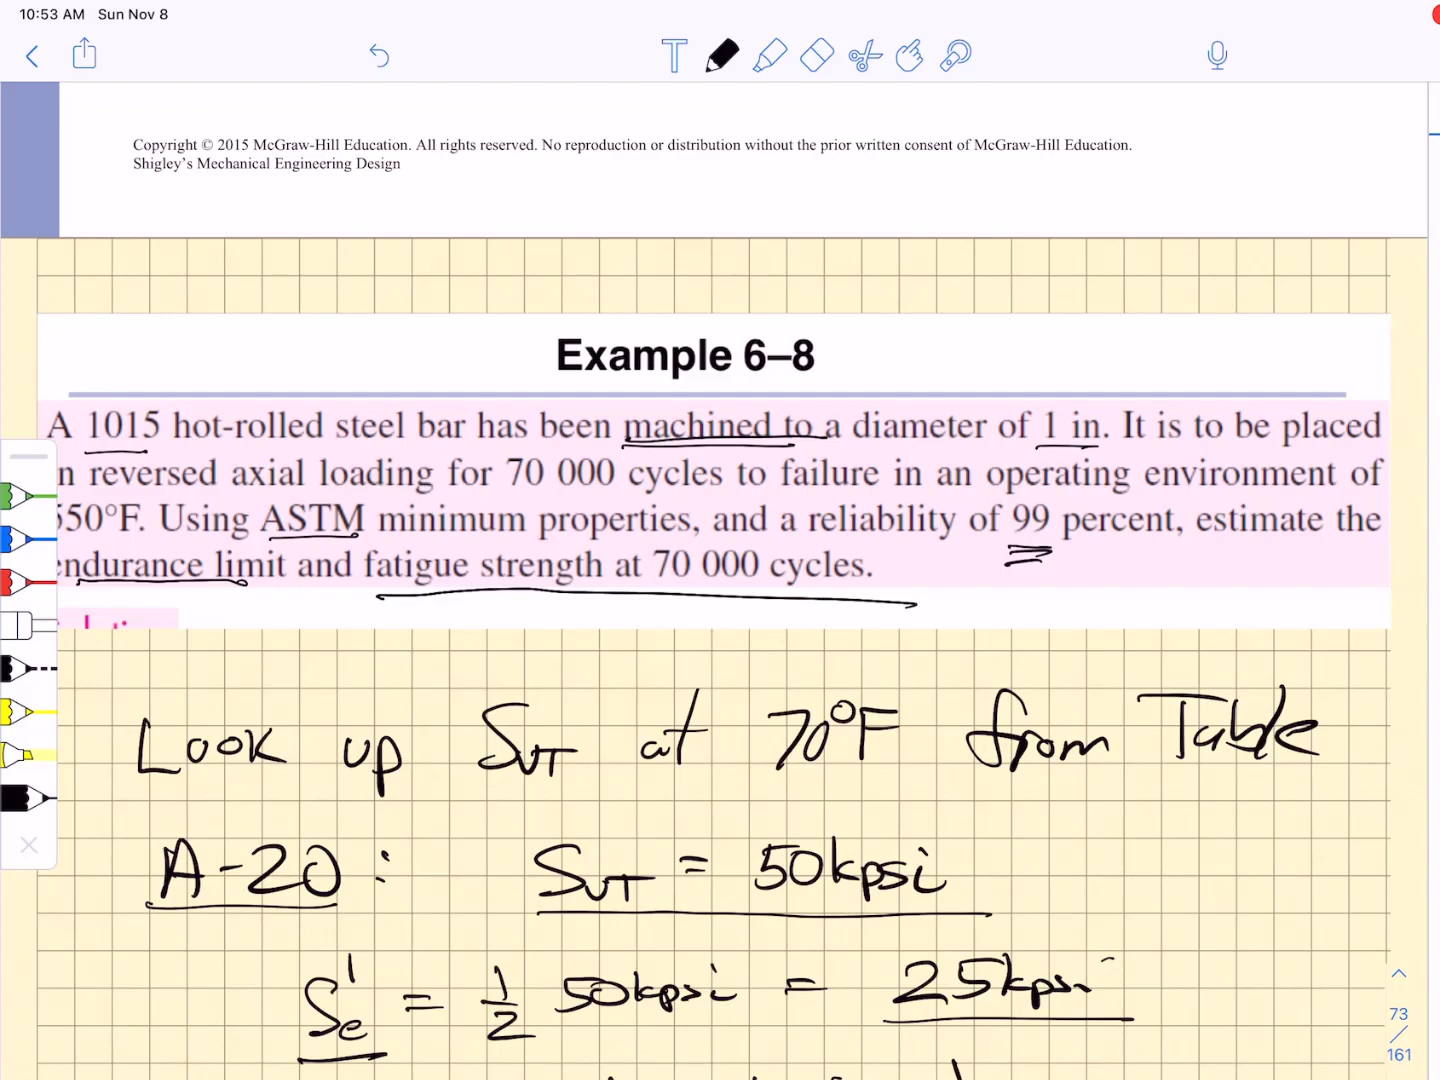 10:53 AM Sun Nov 8
T
Copyright © 2015 McGraw-Hill Education. All rights reserved. No reproduction or distribution without the prior written consent of McGraw-Hill Education.
Shigley's Mechanical Engineering Design
Example 6–8
A 1015 hot-rolled steel bar has been machined to a diameter of 1 in. It is to be placed
n reversed axial loading for 70 000 cycles to failure in an operating environment of
550°F. Using ASTM minimum properties, and a reliability of 99 percent, estimate the
endurance limit and fatigue strength at 70 000 cycles.
Look up SUT at 70°F from Table
A-20: SUT = 50kpsi
Se' = 1/2 50kpsi = 25kpsi
73
/
161